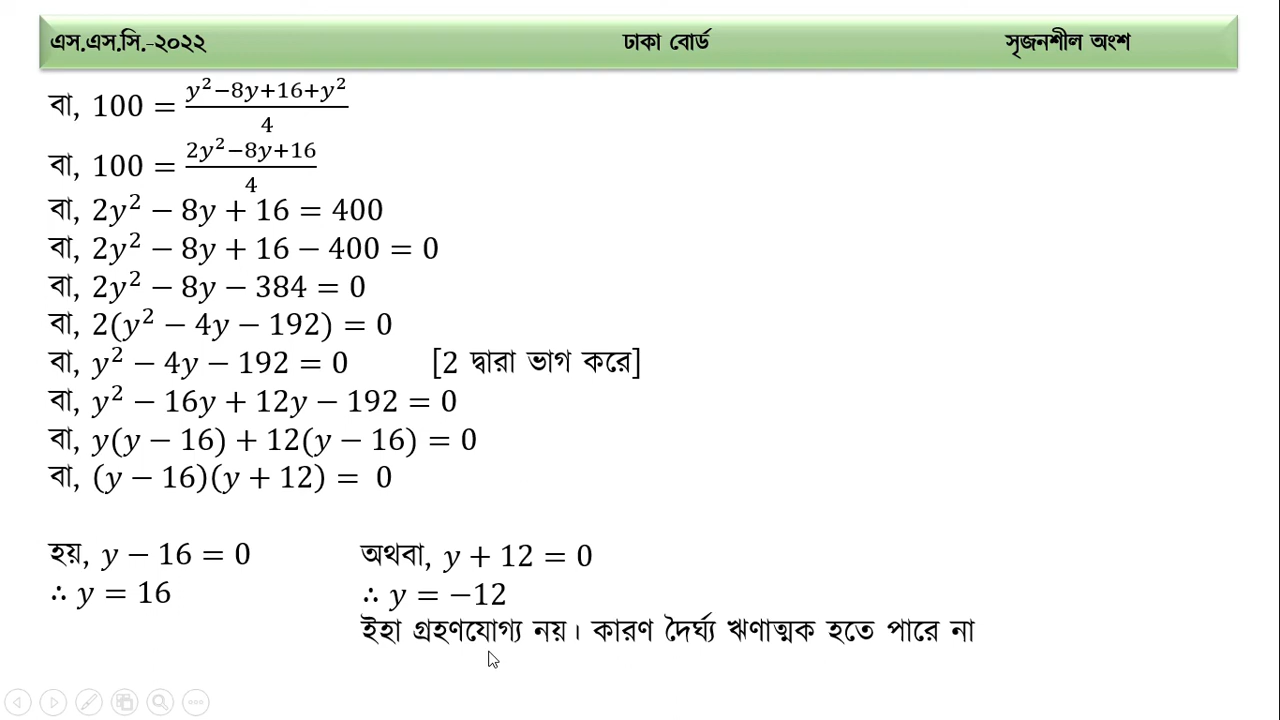 এস.এস.সি.-২০২২ ঢাকা বোর্ড সৃজনশীল অংশ
বা, 100 = (y²−8y+16+y²)/4
বা, 100 = (2y²−8y+16)/4
বা, 2y² − 8y + 16 = 400
বা, 2y² − 8y + 16 − 400 = 0
বা, 2y² − 8y − 384 = 0
বা, 2(y² − 4y − 192) = 0
বা, y² − 4y − 192 = 0 [2 দ্বারা ভাগ করে]
বা, y² − 16y + 12y − 192 = 0
বা, y(y − 16) + 12(y − 16) = 0
বা, (y − 16)(y + 12) = 0
হয়, y − 16 = 0 অথবা, y + 12 = 0
∴ y = 16 ∴ y = −12
ইহা গ্রহণযোগ্য নয়। কারণ দৈর্ঘ্য ঋণাত্মক হতে পারে না